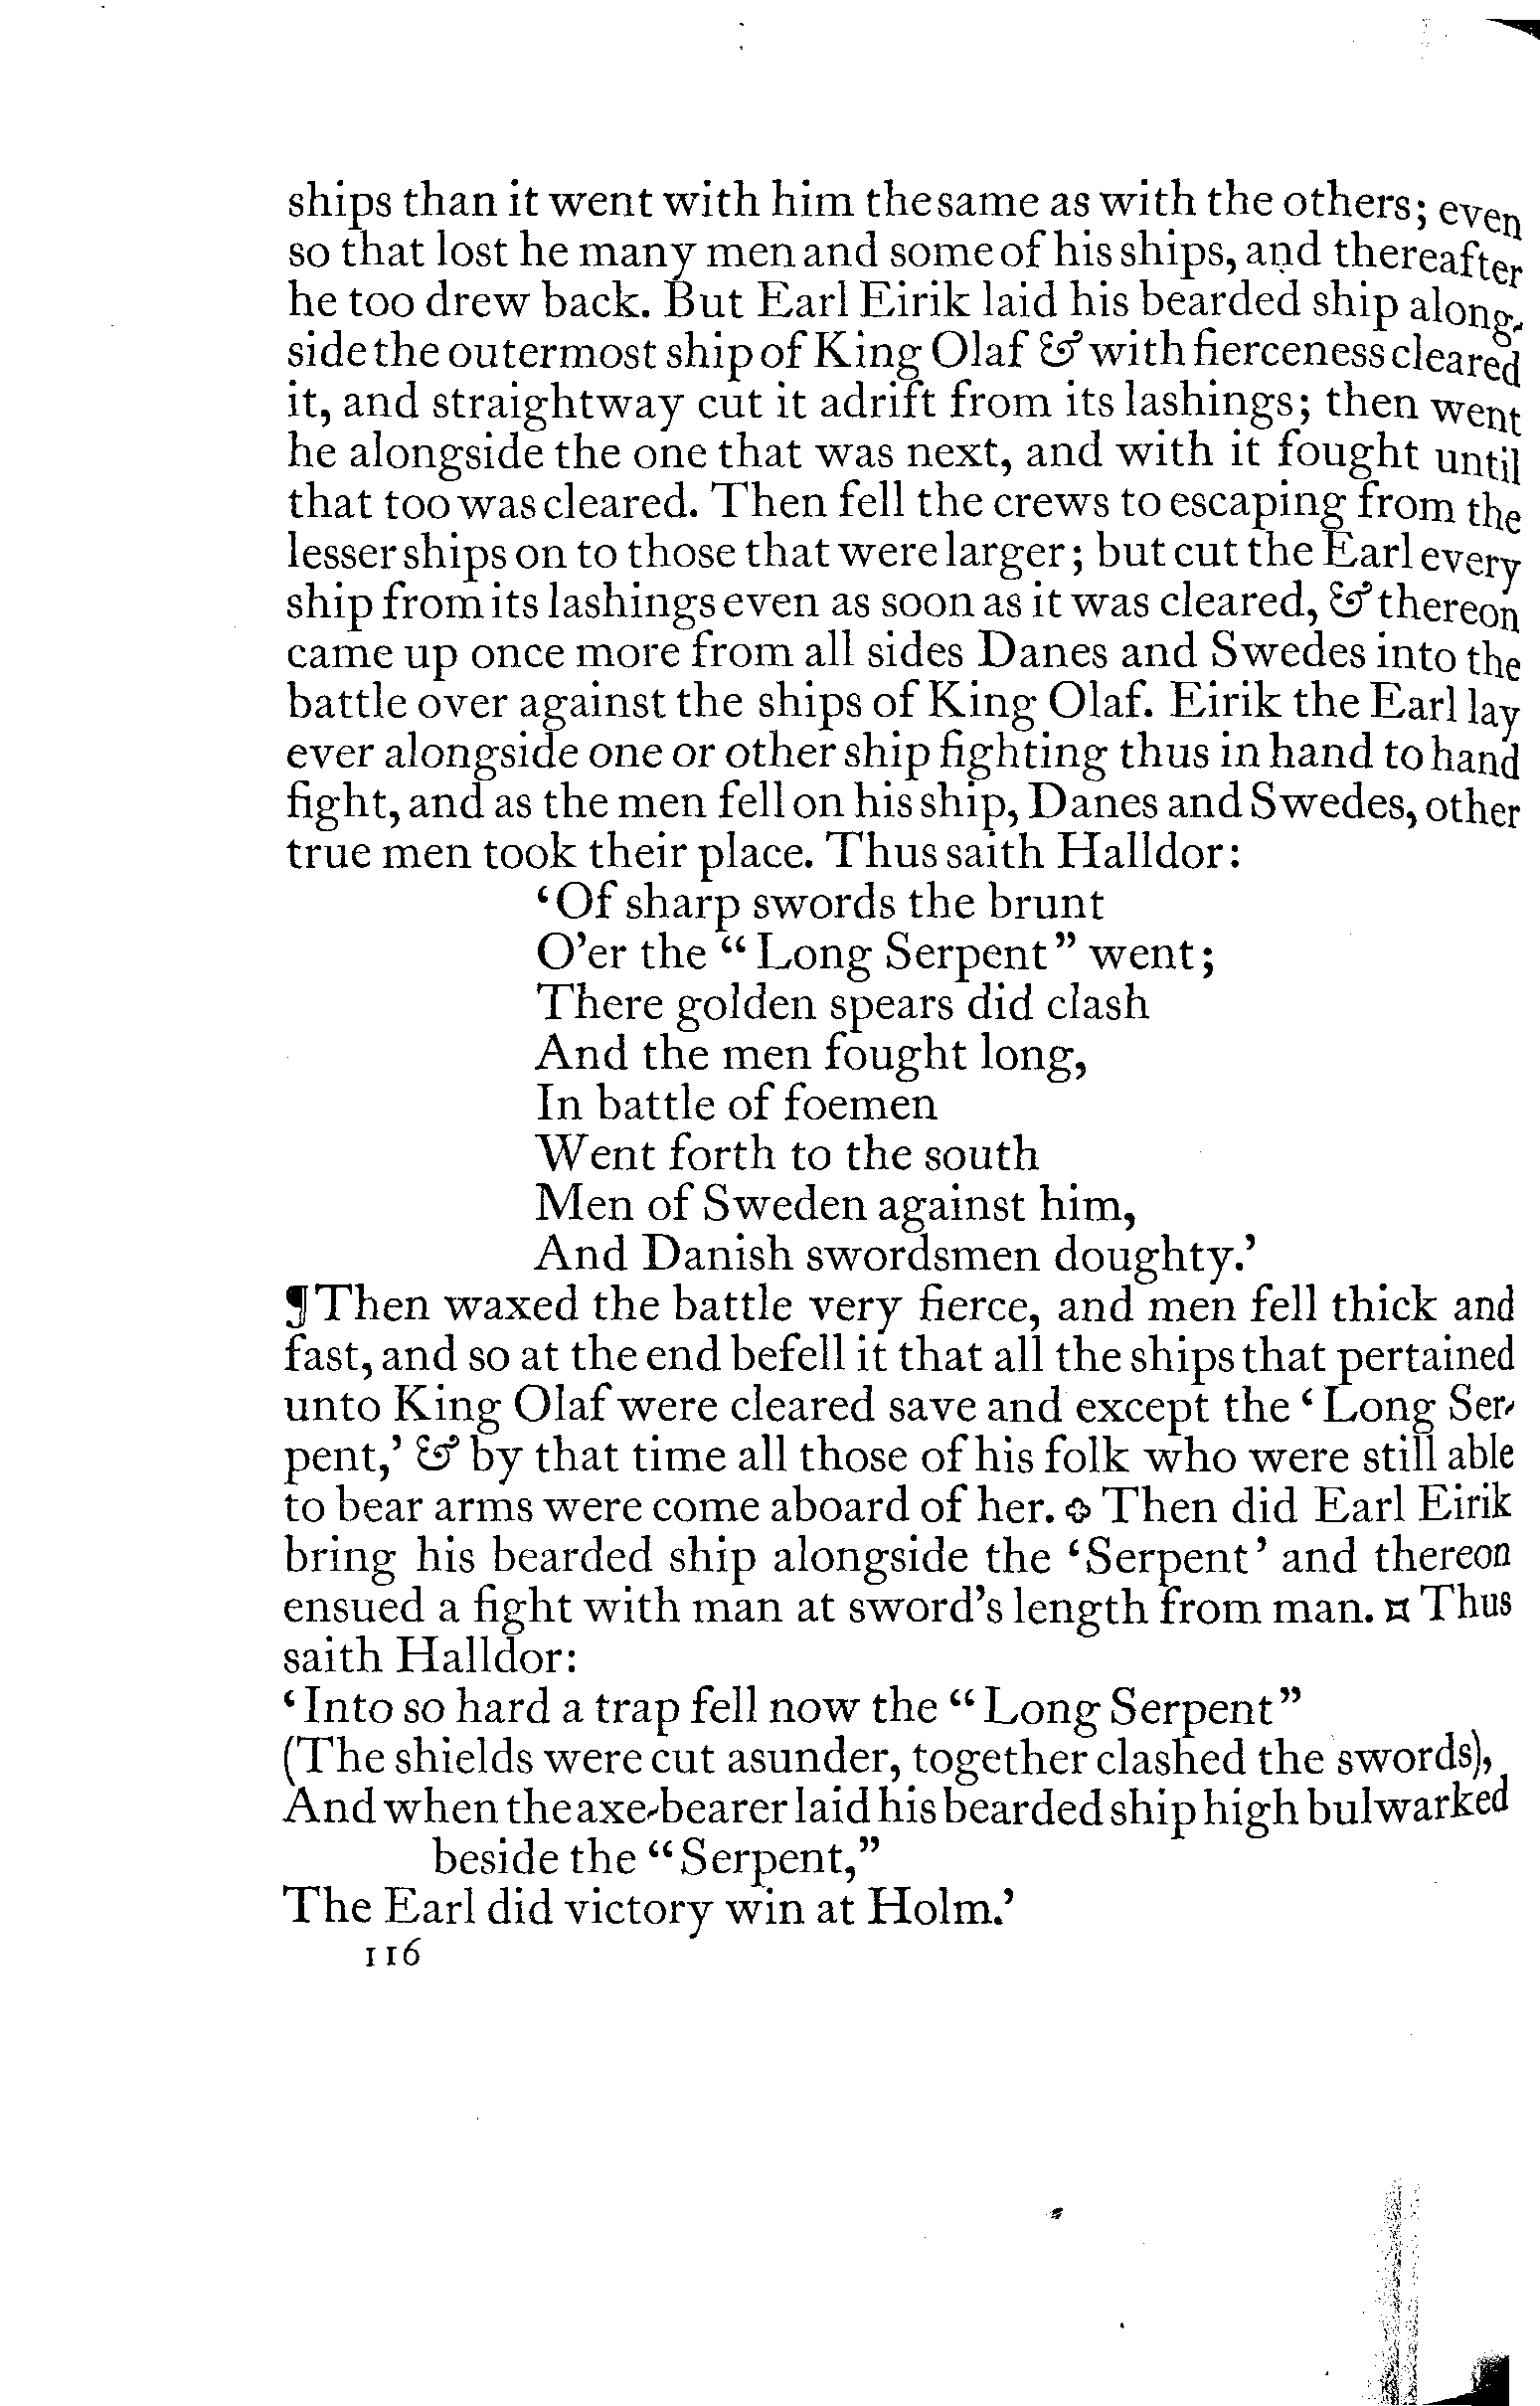 ships than it went with him the same as with the others; even
so that lost he many men and some of his ships, and thereafter
he too drew back. But Earl Eirik laid his bearded ship along-
side the outermost ship of King Olaf & with fierceness cleared
it, and straightway cut it adrift from its lashings; then went
he alongside the one that was next, and with it fought until
that too was cleared. Then fell the crews to escaping from the
lesser ships on to those that were larger; but cut the Earl every
ship from its lashings even as soon as it was cleared, & thereon
came up once more from all sides Danes and Swedes into the
battle over against the ships of King Olaf. Eirik the Earl lay
ever alongside one or other ship fighting thus in hand to hand
fight, and as the men fell on his ship, Danes and Swedes, other
true men took their place. Thus saith Halldor:
‘Of sharp swords the brunt
O’er the “Long Serpent” went;
There golden spears did clash
And the men fought long,
In battle of foemen
Went forth to the south
Men of Sweden against him,
And Danish swordsmen doughty.’
¶Then waxed the battle very fierce, and men fell thick and
fast, and so at the end befell it that all the ships that pertained
unto King Olaf were cleared save and except the ‘Long Ser-
pent,’ & by that time all those of his folk who were still able
to bear arms were come aboard of her. ✥ Then did Earl Eirik
bring his bearded ship alongside the ‘Serpent’ and thereon
ensued a fight with man at sword’s length from man. ¤ Thus
saith Halldor:
‘Into so hard a trap fell now the “Long Serpent”
(The shields were cut asunder, together clashed the swords),
And when the axe-bearer laid his bearded ship high bulwarked
beside the “Serpent,”
The Earl did victory win at Holm.’
116